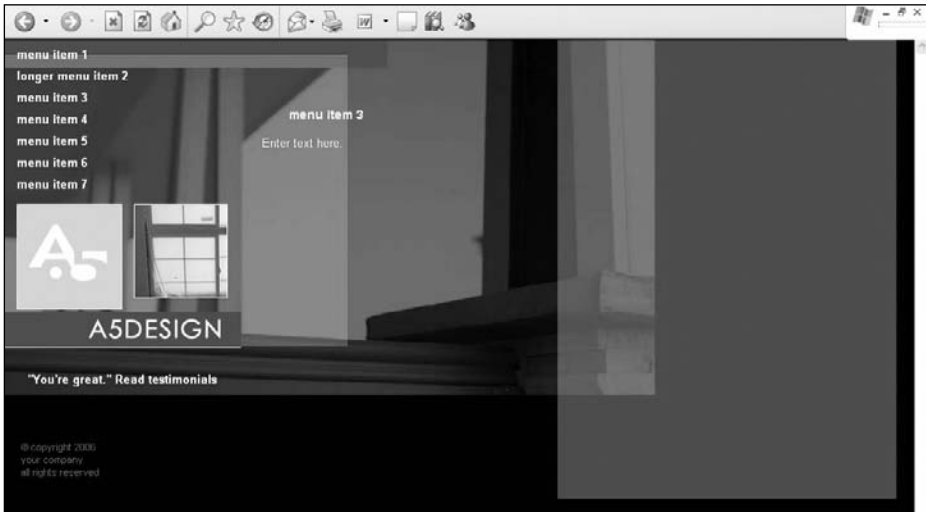 menu item 1
longer menu item 2
menu item 3
menu item 4
menu item 5
menu item 6
menu item 7
menu item 3
Enter text here.
A5
A5DESIGN
"You're great." Read testimonials
© copyright 2006
your company
all rights reserved